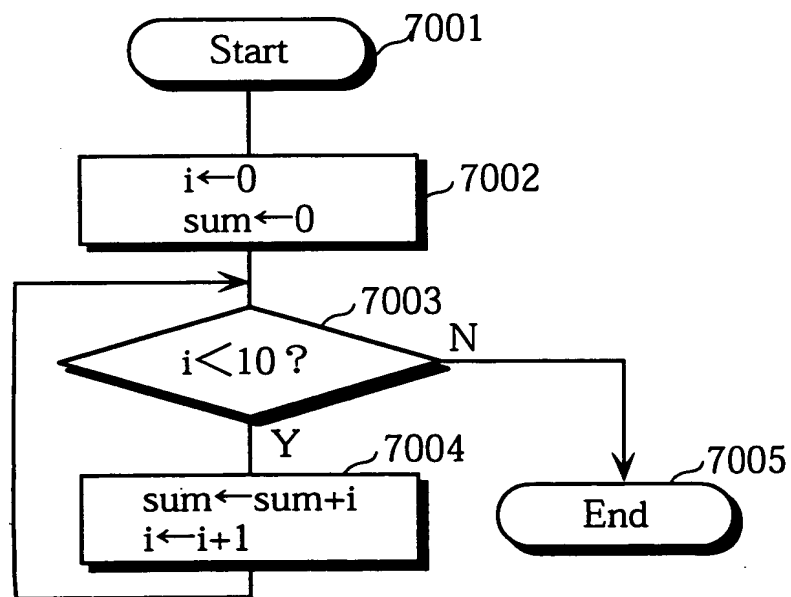 Start
7001
i←0
sum←0
7002
7003
i<10?
N
Y
7004
sum←sum+i
i←i+1
7005
End